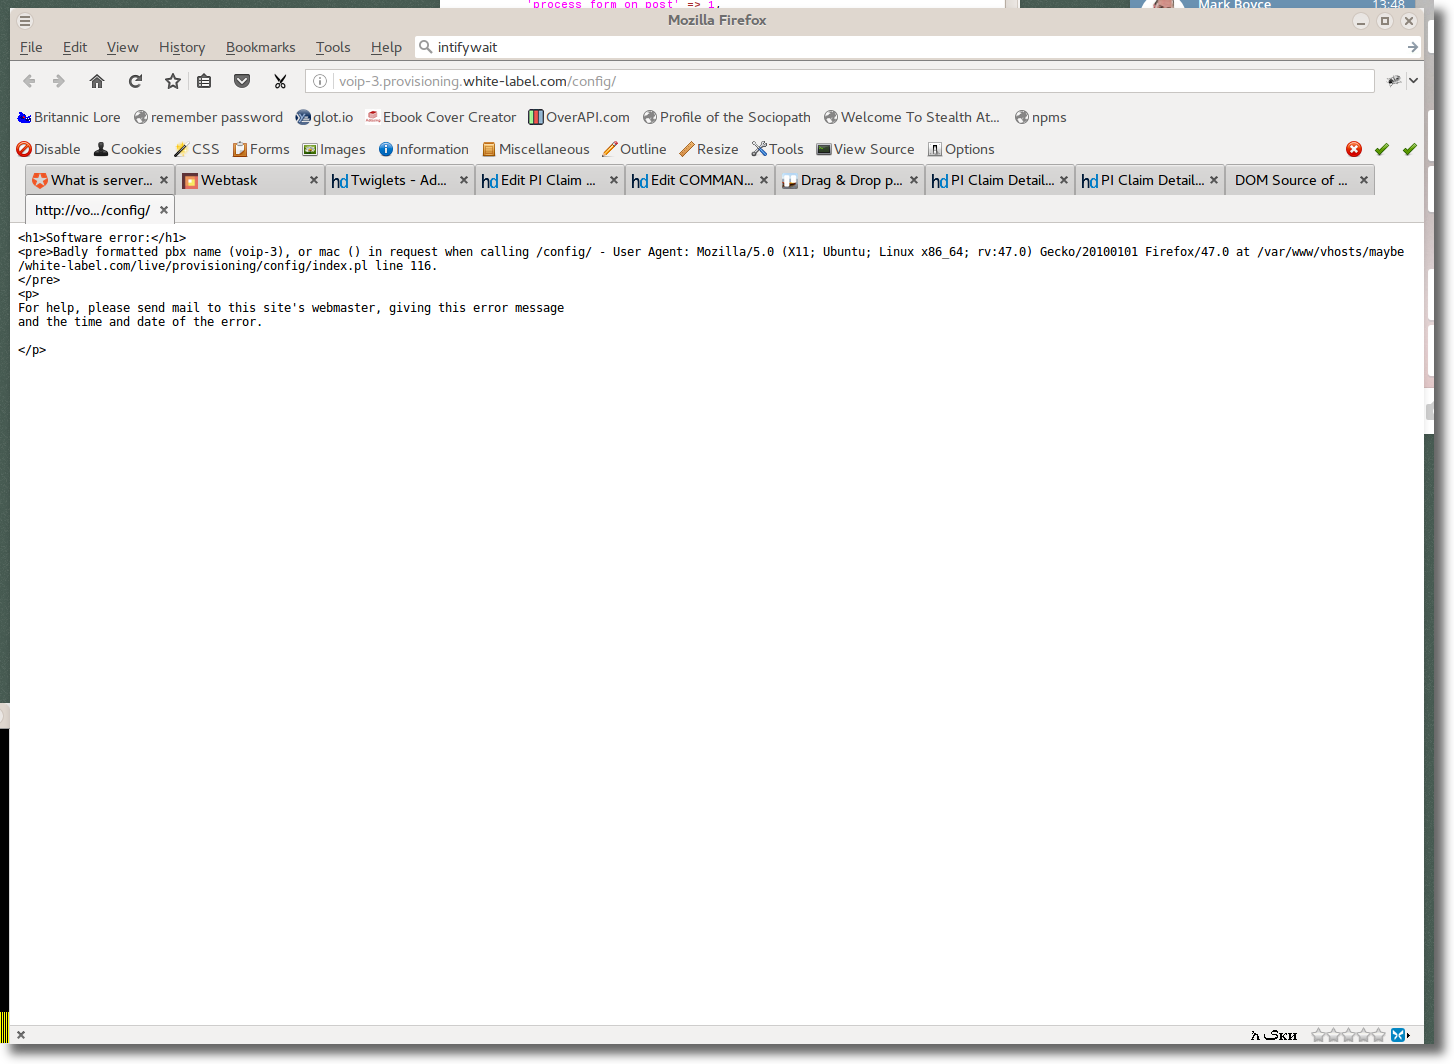 'process_form_on_post' => 1,
Mark Boyce 13:48
Mozilla Firefox
File Edit View History Bookmarks Tools Help intifywait
voip-3.provisioning.white-label.com/config/
Britannic Lore remember password glot.io Ebook Cover Creator OverAPI.com Profile of the Sociopath Welcome To Stealth At... npms
Disable Cookies CSS Forms Images Information Miscellaneous Outline Resize Tools View Source Options
What is server... Webtask hd Twiglets - Ad... hd Edit PI Claim ... hd Edit COMMAN... Drag & Drop p... hd PI Claim Detail... hd PI Claim Detail... DOM Source of ...
http://vo.../config/
<h1>Software error:</h1>
<pre>Badly formatted pbx name (voip-3), or mac () in request when calling /config/ - User Agent: Mozilla/5.0 (X11; Ubuntu; Linux x86_64; rv:47.0) Gecko/20100101 Firefox/47.0 at /var/www/vhosts/maybe
/white-label.com/live/provisioning/config/index.pl line 116.
</pre>
<p>
For help, please send mail to this site's webmaster, giving this error message
and the time and date of the error.
</p>